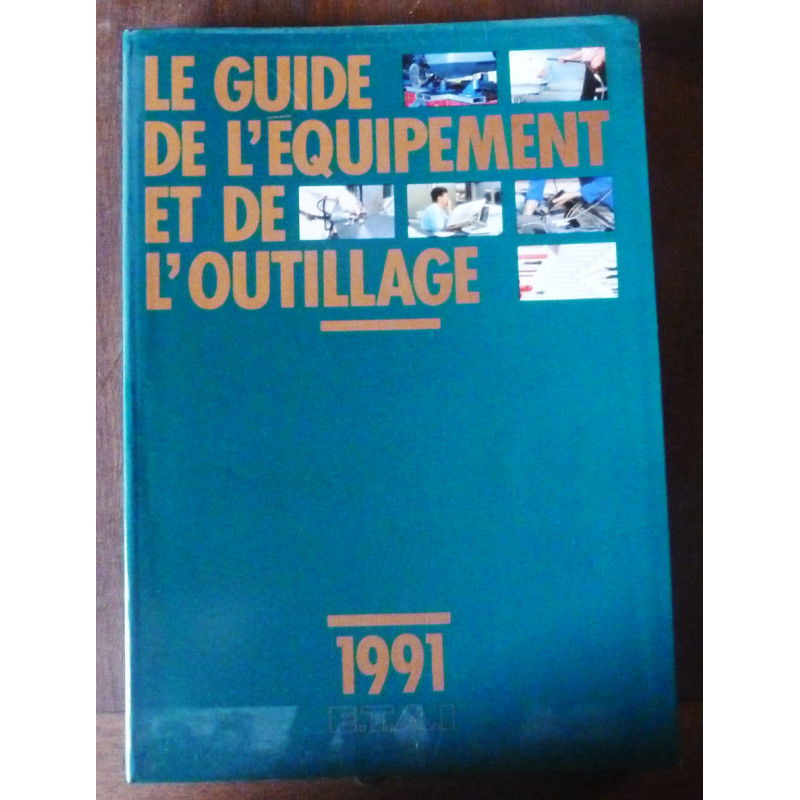 LE GUIDE
DE L'ÉQUIPEMENT
ET DE
L'OUTILLAGE
1991
E.T.A.I